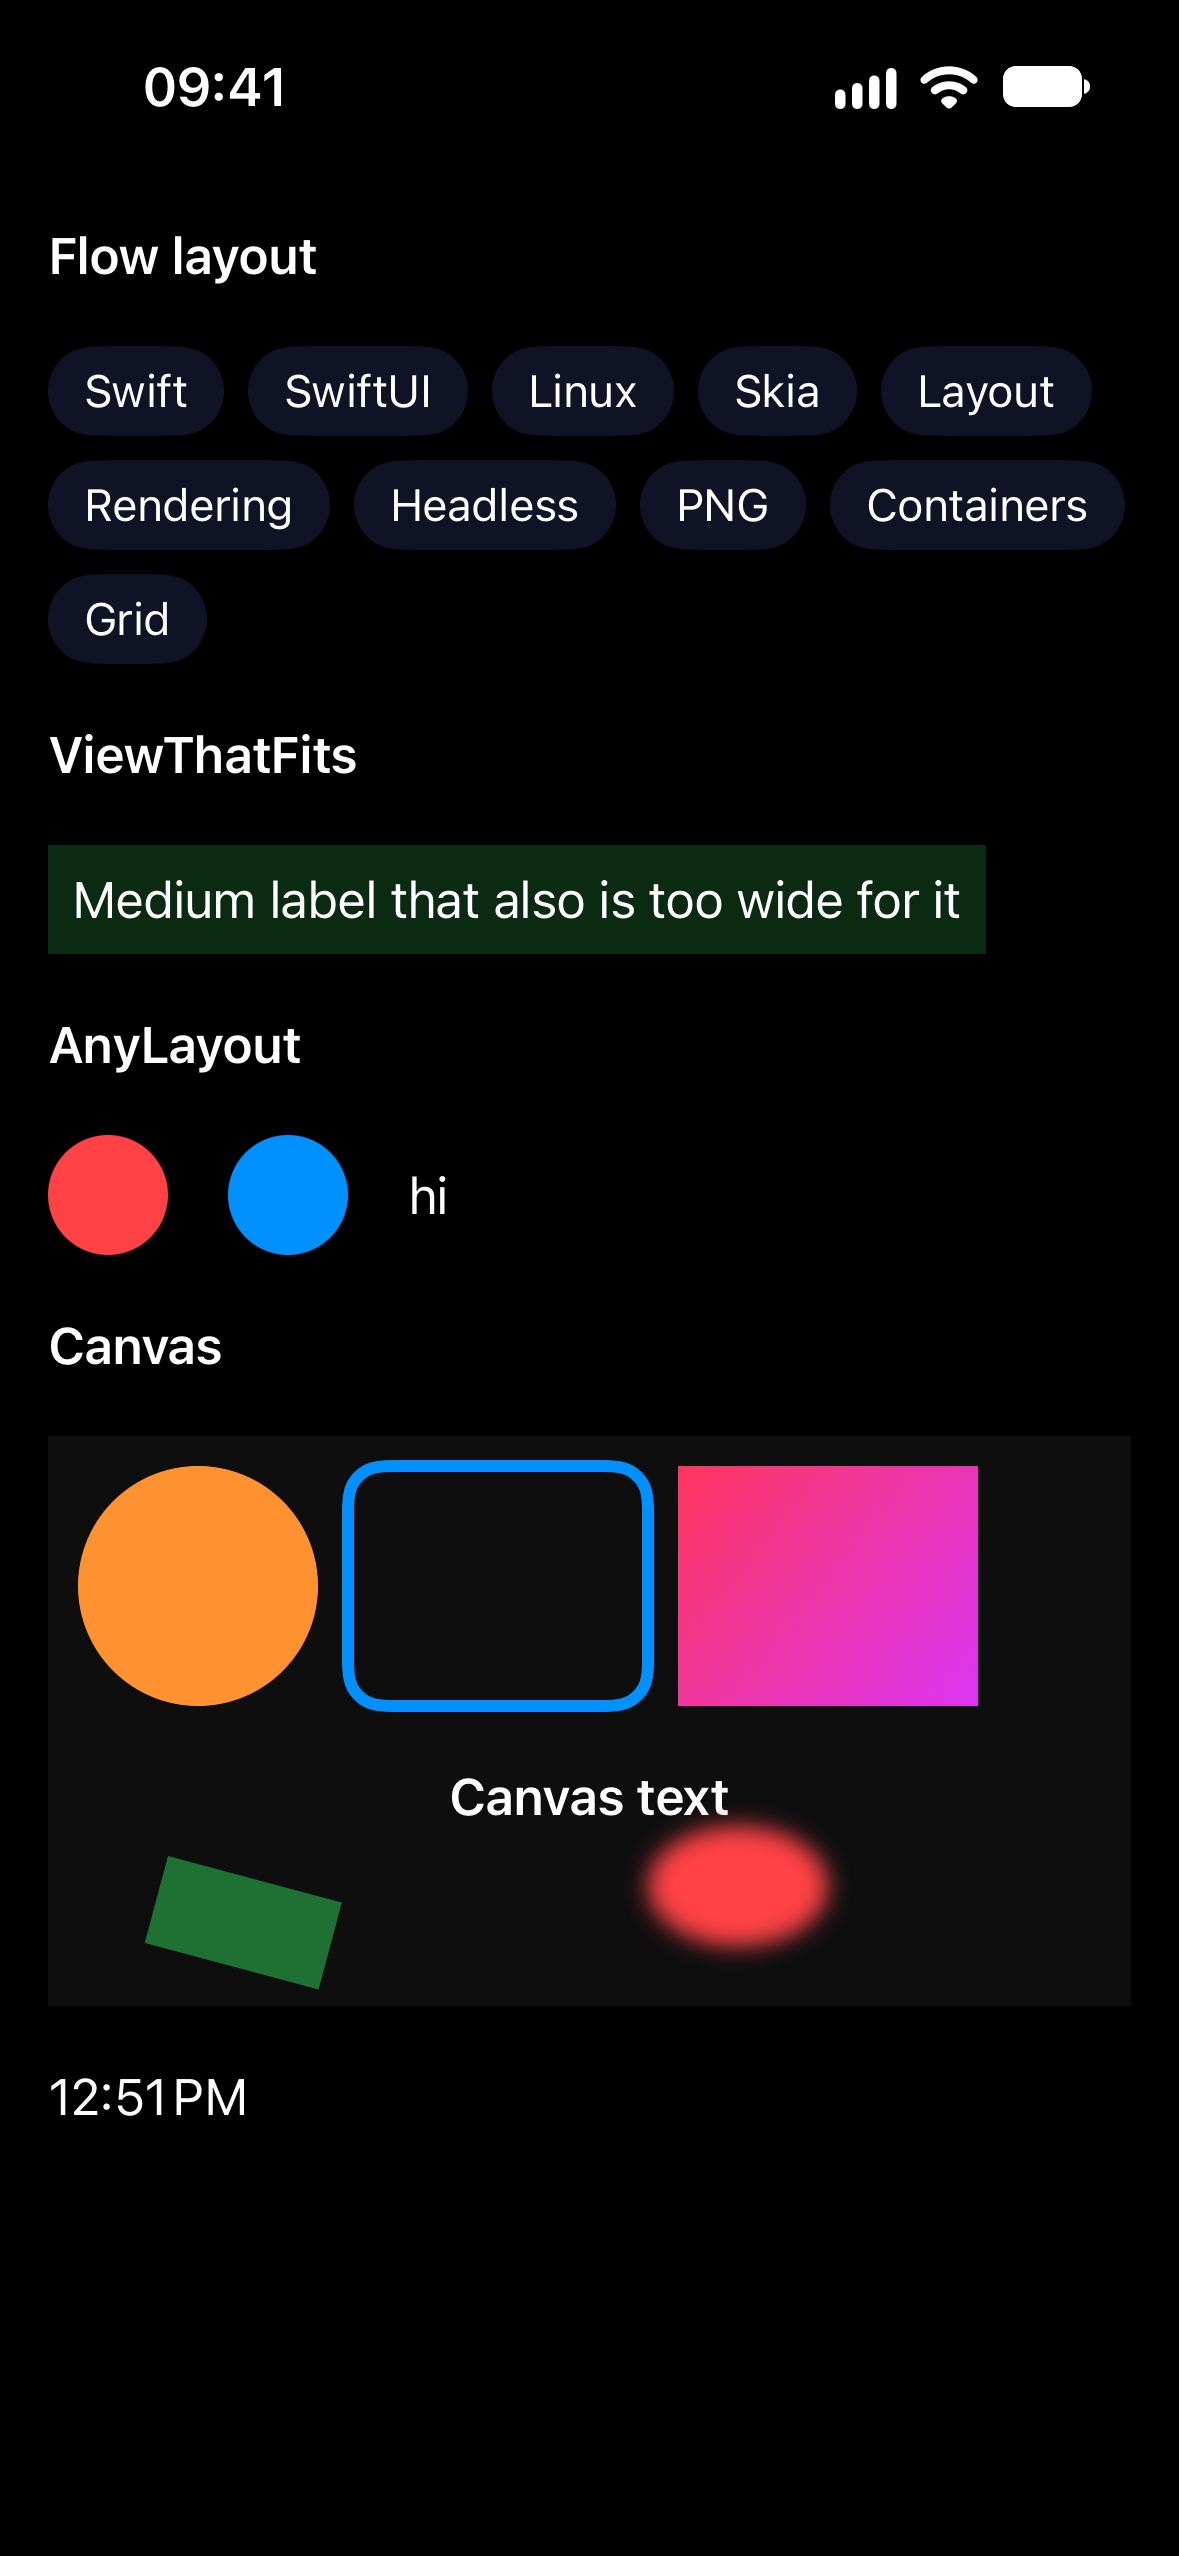 09:41
Flow layout
Swift SwiftUI Linux Skia Layout
Rendering Headless PNG Containers
Grid
ViewThatFits
Medium label that also is too wide for it
AnyLayout
hi
Canvas
Canvas text
12:51 PM